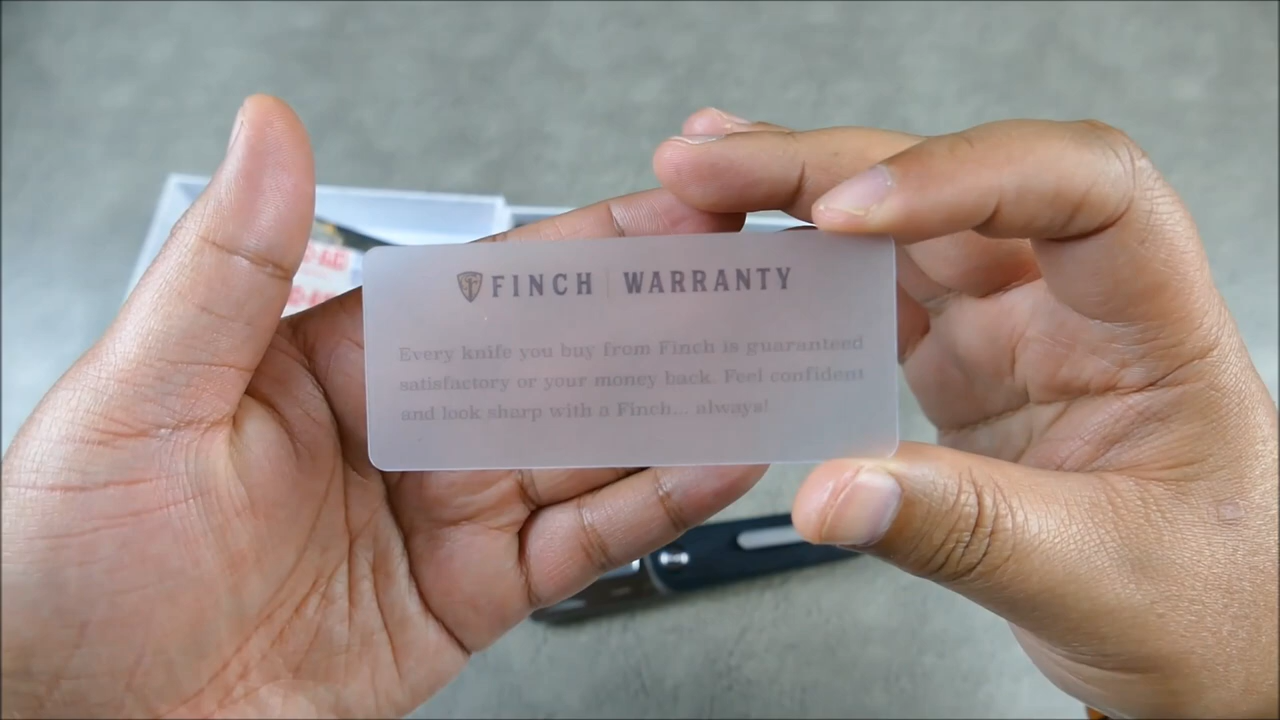 FINCH | WARRANTY
Every knife you buy from Finch is guaranteed
satisfactory or your money back. Feel confident
and look sharp with a Finch... always!